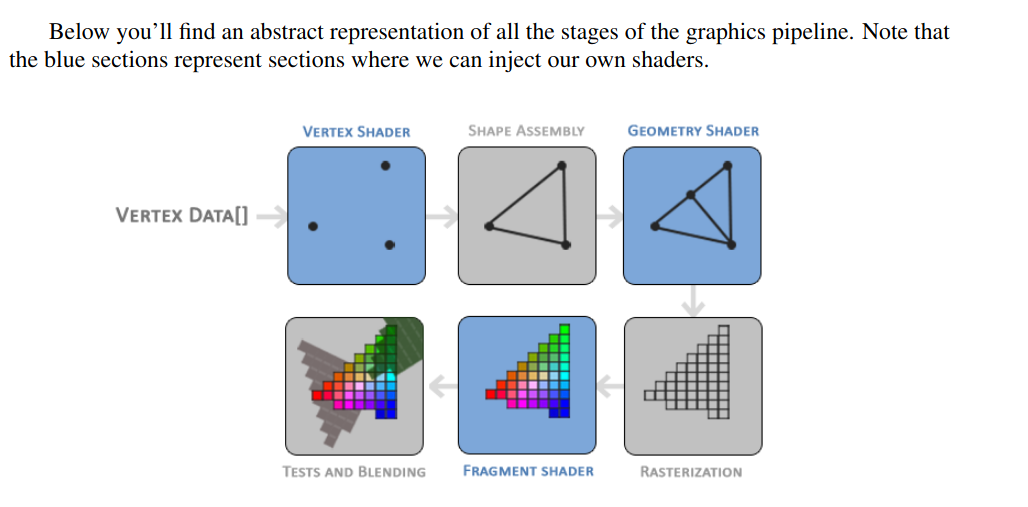 Below you’ll find an abstract representation of all the stages of the graphics pipeline. Note that
the blue sections represent sections where we can inject our own shaders.
VERTEX SHADER
SHAPE ASSEMBLY
GEOMETRY SHADER
VERTEX DATA[]
TESTS AND BLENDING
FRAGMENT SHADER
RASTERIZATION